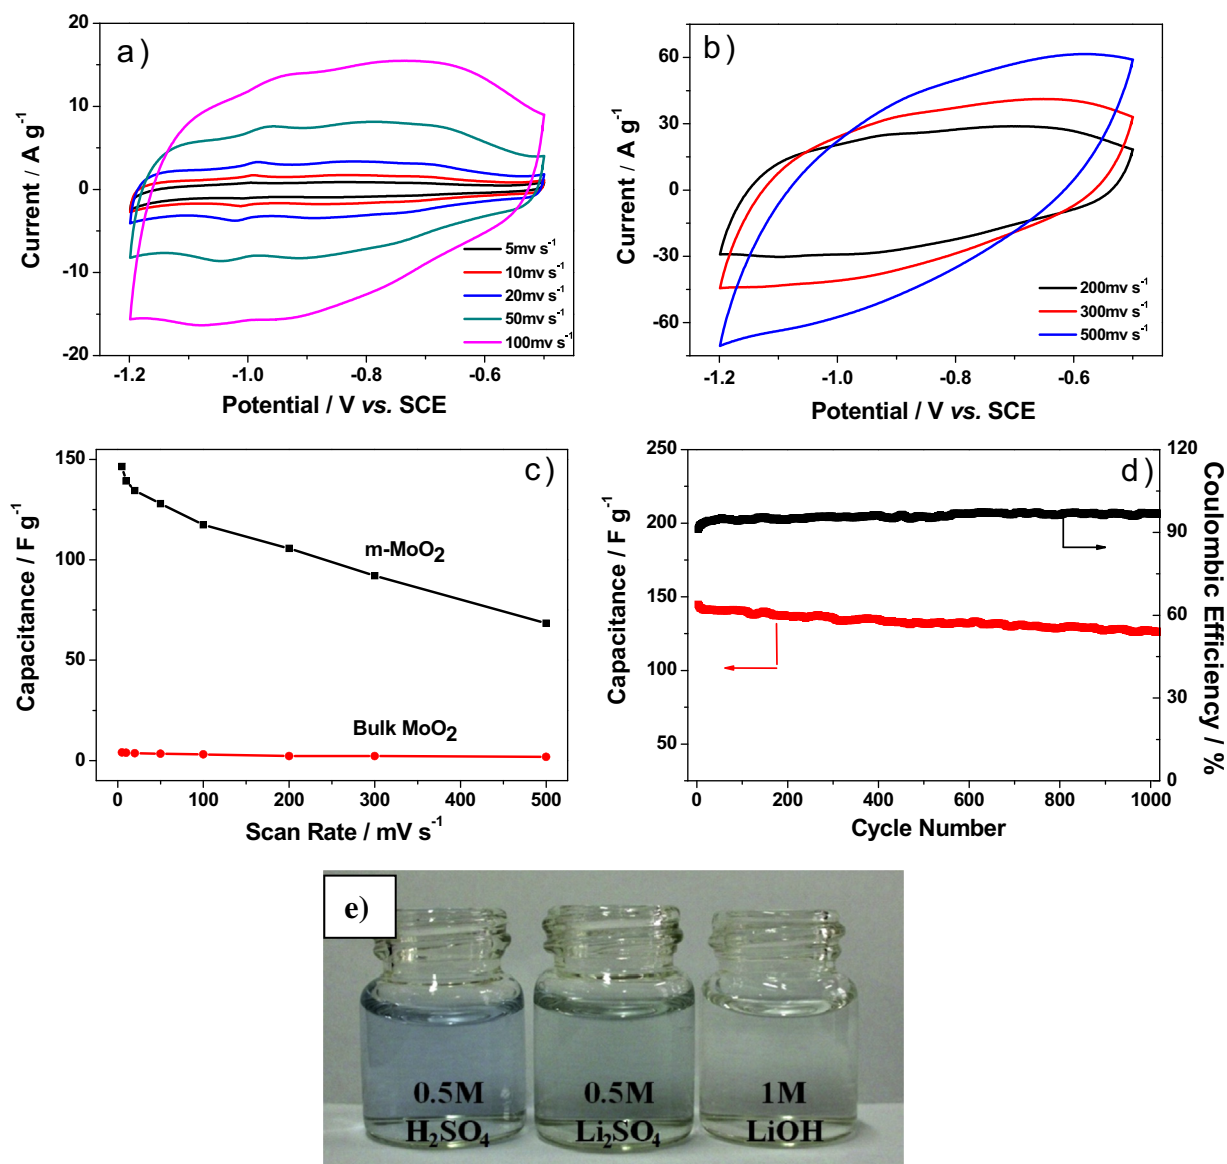 a)
20
10
0
-10
-20
Current / A g⁻¹
5mv s⁻¹
10mv s⁻¹
20mv s⁻¹
50mv s⁻¹
100mv s⁻¹
-1.2 -1.0 -0.8 -0.6
Potential / V vs. SCE
b)
60
30
0
-30
-60
Current / A g⁻¹
200mv s⁻¹
300mv s⁻¹
500mv s⁻¹
-1.2 -1.0 -0.8 -0.6
Potential / V vs. SCE
c)
150
100
50
0
Capacitance / F g⁻¹
m-MoO₂
Bulk MoO₂
0 100 200 300 400 500
Scan Rate / mV s⁻¹
d)
250
200
150
100
50
Capacitance / F g⁻¹
120
90
60
30
0
Coulombic Efficiency / %
0 200 400 600 800 1000
Cycle Number
e)
0.5M
H₂SO₄
0.5M
Li₂SO₄
1M
LiOH